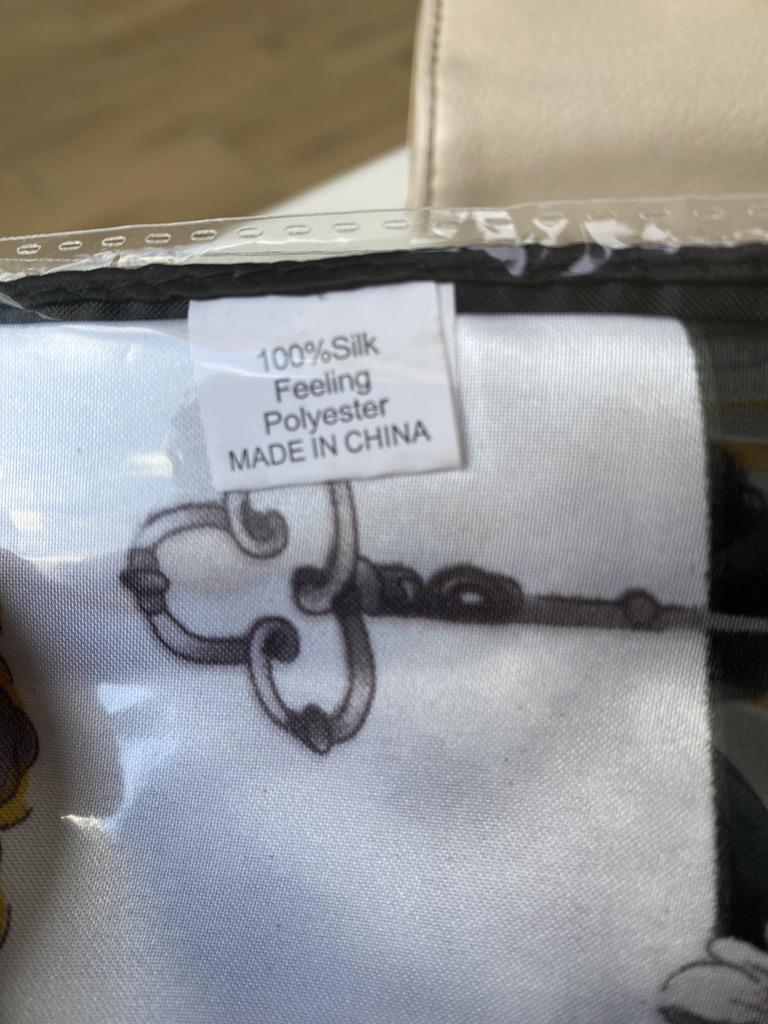 100%Silk
Feeling
Polyester
MADE IN CHINA